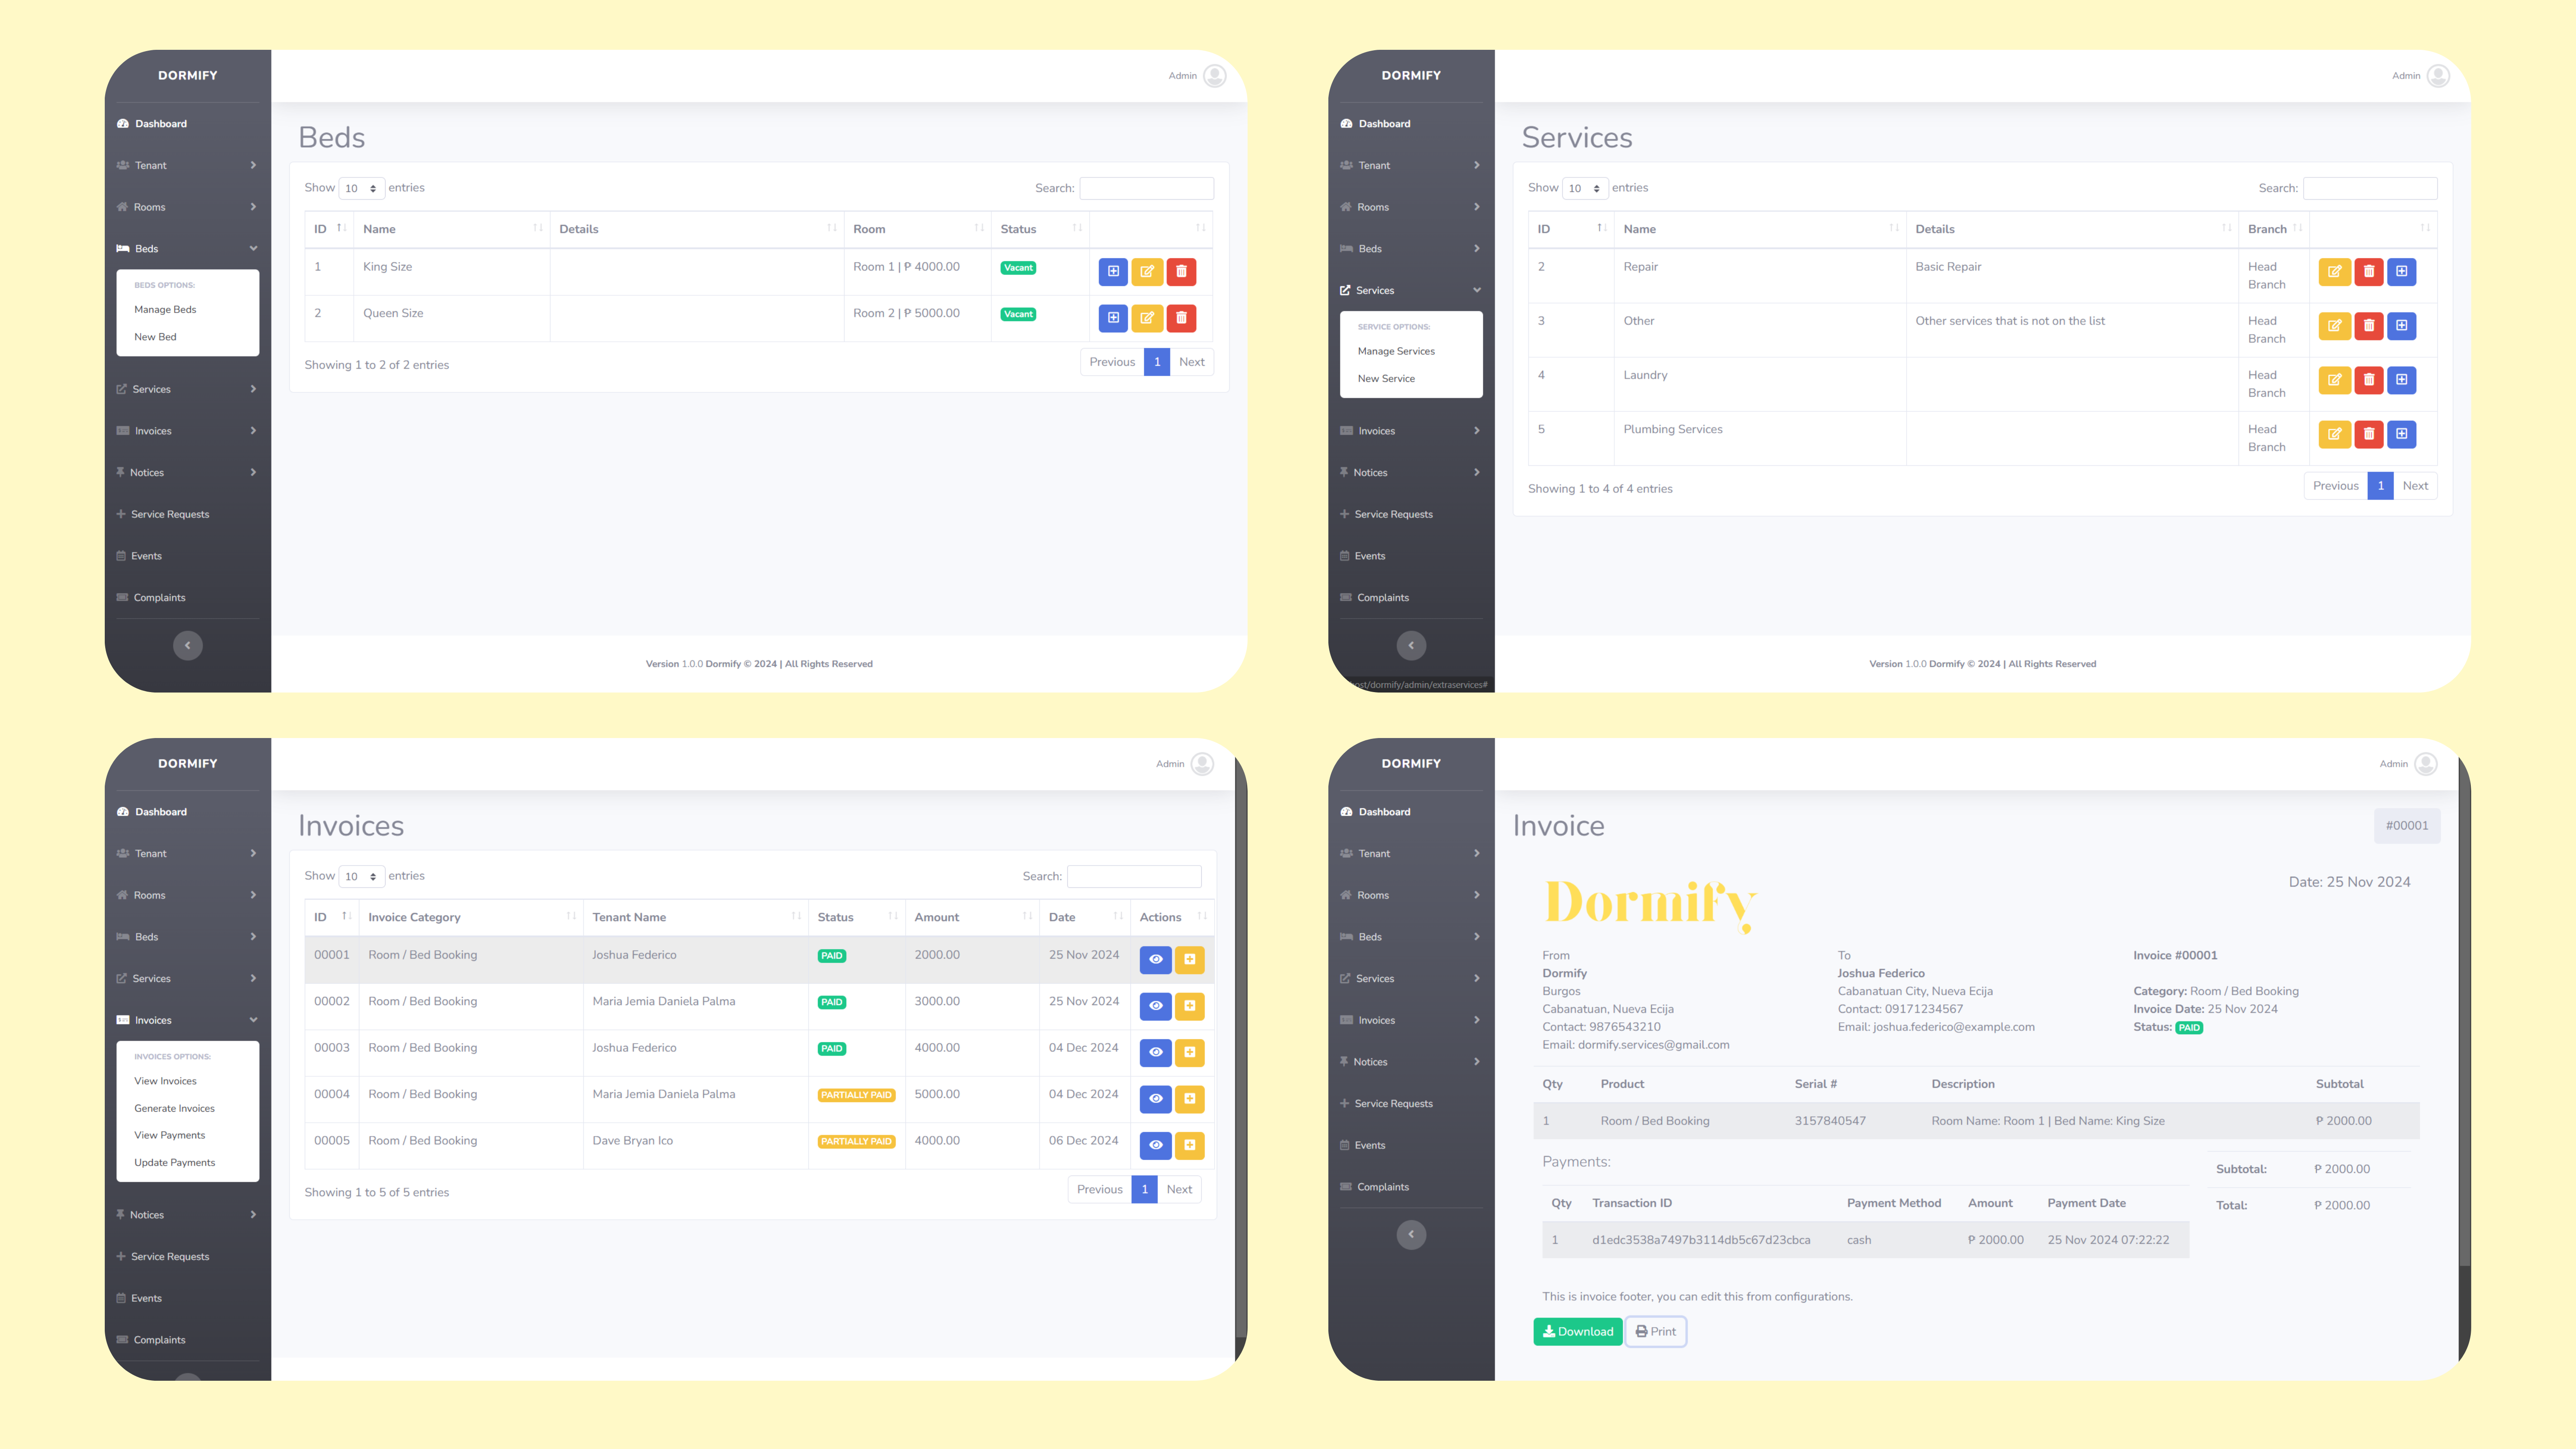 DORMIFY
Admin
Dashboard
Tenant
Rooms
Beds
BEDS OPTIONS:
Manage Beds
New Bed
Services
Invoices
Notices
Service Requests
Events
Complaints
Beds
Show 10 entries
Search:
ID Name Details Room Status
1 King Size Room 1 | ₱ 4000.00 Vacant
2 Queen Size Room 2 | ₱ 5000.00 Vacant
Showing 1 to 2 of 2 entries
Previous 1 Next
Version 1.0.0 Dormify © 2024 | All Rights Reserved
DORMIFY
Admin
Dashboard
Tenant
Rooms
Beds
Services
SERVICE OPTIONS:
Manage Services
New Service
Invoices
Notices
Service Requests
Events
Complaints
Services
Show 10 entries
Search:
ID Name Details Branch
2 Repair Basic Repair Head
Branch
3 Other Other services that is not on the list Head
Branch
4 Laundry Head
Branch
5 Plumbing Services Head
Branch
Showing 1 to 4 of 4 entries
Previous 1 Next
Version 1.0.0 Dormify © 2024 | All Rights Reserved
ost/dormify/admin/extraservices#
DORMIFY
Admin
Dashboard
Tenant
Rooms
Beds
Services
Invoices
INVOICES OPTIONS:
View Invoices
Generate Invoices
View Payments
Update Payments
Notices
Service Requests
Events
Complaints
Invoices
Show 10 entries
Search:
ID Invoice Category Tenant Name Status Amount Date Actions
00001 Room / Bed Booking Joshua Federico PAID 2000.00 25 Nov 2024
00002 Room / Bed Booking Maria Jemia Daniela Palma PAID 3000.00 25 Nov 2024
00003 Room / Bed Booking Joshua Federico PAID 4000.00 04 Dec 2024
00004 Room / Bed Booking Maria Jemia Daniela Palma PARTIALLY PAID 5000.00 04 Dec 2024
00005 Room / Bed Booking Dave Bryan Ico PARTIALLY PAID 4000.00 06 Dec 2024
Showing 1 to 5 of 5 entries
Previous 1 Next
DORMIFY
Admin
Dashboard
Tenant
Rooms
Beds
Services
Invoices
Notices
Service Requests
Events
Complaints
Invoice
#00001
Dormify
Date: 25 Nov 2024
From
Dormify
Burgos
Cabanatuan, Nueva Ecija
Contact: 9876543210
Email: dormify.services@gmail.com
To
Joshua Federico
Cabanatuan City, Nueva Ecija
Contact: 09171234567
Email: joshua.federico@example.com
Invoice #00001
Category: Room / Bed Booking
Invoice Date: 25 Nov 2024
Status: PAID
Qty Product Serial # Description Subtotal
1 Room / Bed Booking 3157840547 Room Name: Room 1 | Bed Name: King Size ₱ 2000.00
Payments:
Qty Transaction ID Payment Method Amount Payment Date
1 d1edc3538a7497b3114db5c67d23cbca cash ₱ 2000.00 25 Nov 2024 07:22:22
Subtotal: ₱ 2000.00
Total: ₱ 2000.00
This is invoice footer, you can edit this from configurations.
Download Print